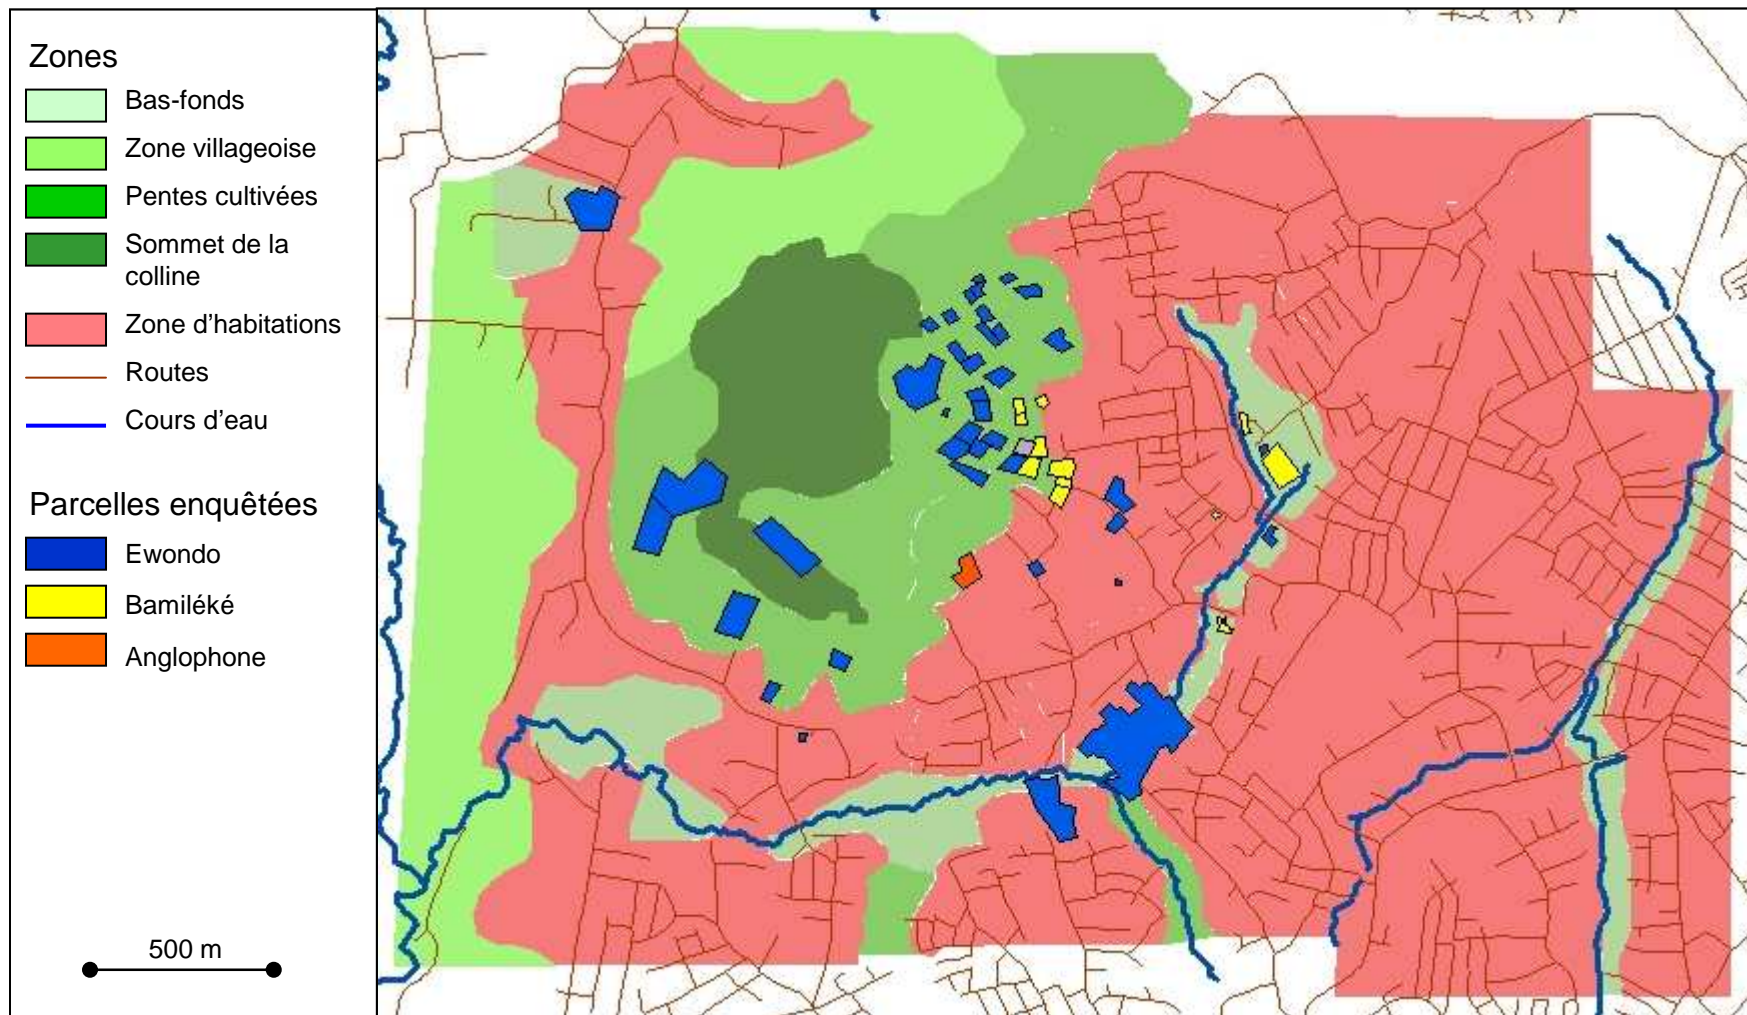 Zones
Bas-fonds
Zone villageoise
Pentes cultivées
Sommet de la
colline
Zone d'habitations
Routes
Cours d'eau
Parcelles enquêtées
Ewondo
Bamiléké
Anglophone
500 m